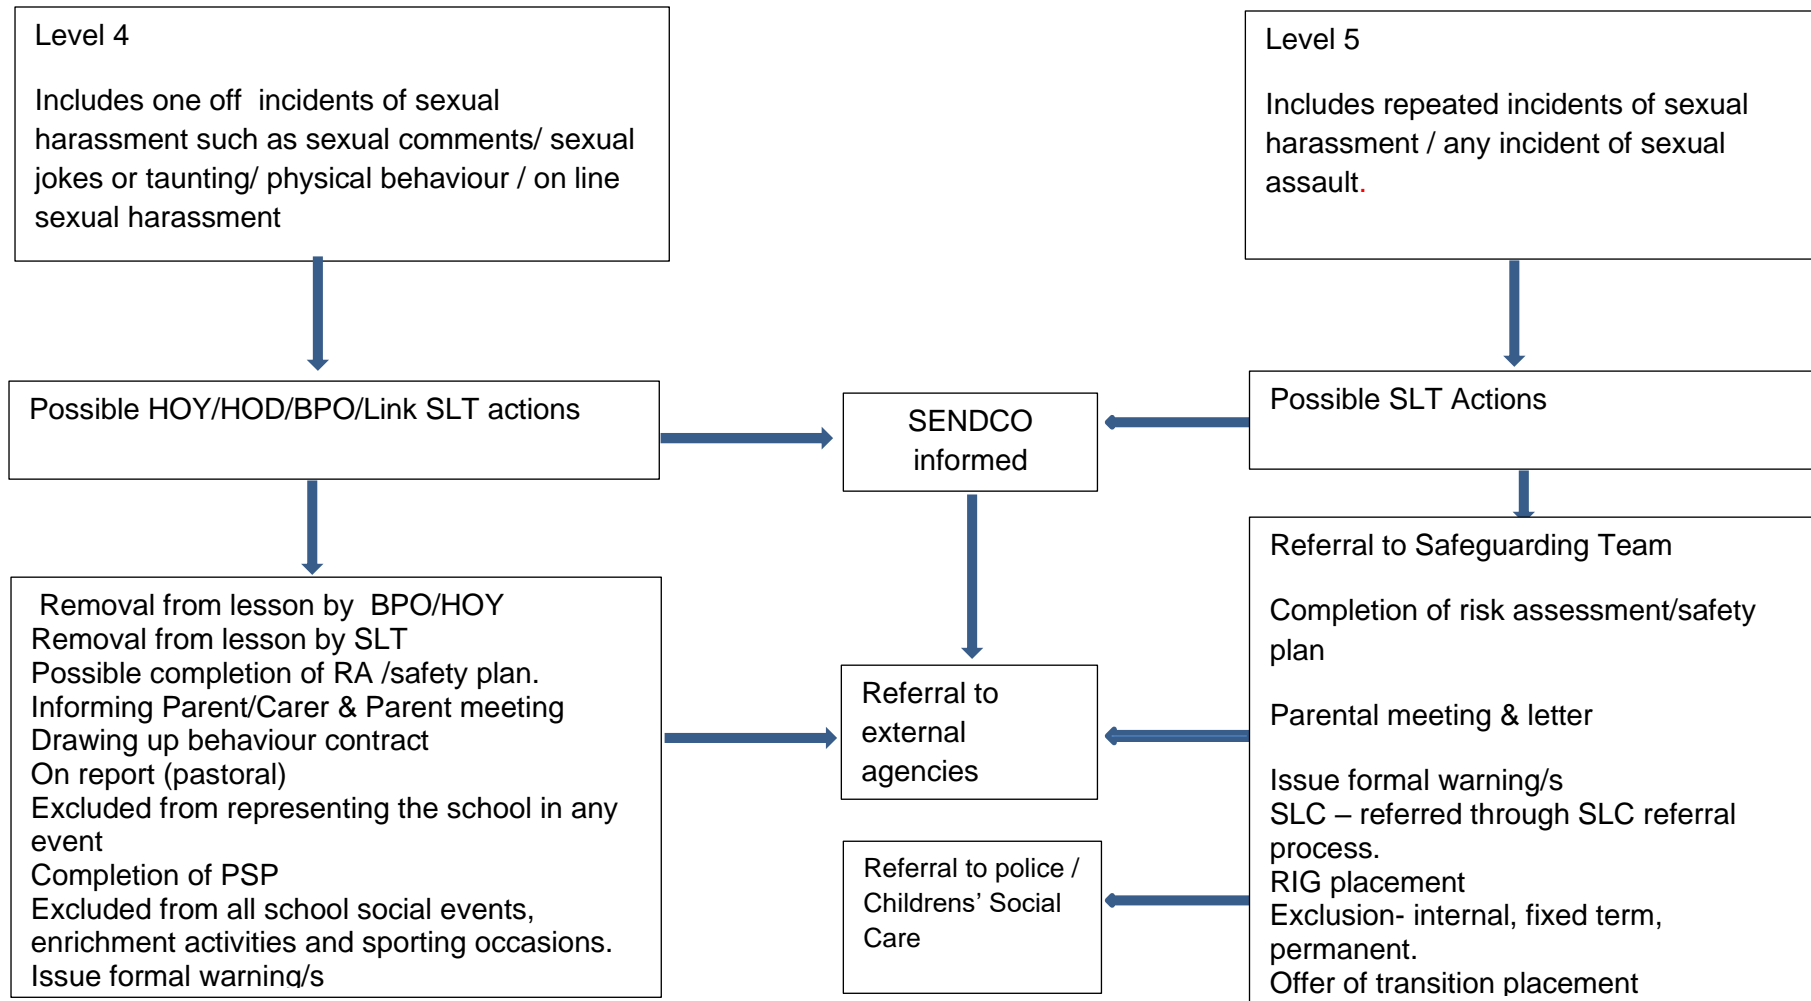 Level 4
Includes one off  incidents of sexual
harassment such as sexual comments/ sexual
jokes or taunting/ physical behaviour / on line
sexual harassment
Level 5
Includes repeated incidents of sexual
harassment / any incident of sexual
assault.
Possible HOY/HOD/BPO/Link SLT actions
SENDCO
informed
Possible SLT Actions
Removal from lesson by  BPO/HOY
Removal from lesson by SLT
Possible completion of RA /safety plan.
Informing Parent/Carer & Parent meeting
Drawing up behaviour contract
On report (pastoral)
Excluded from representing the school in any
event
Completion of PSP
Excluded from all school social events,
enrichment activities and sporting occasions.
Issue formal warning/s
Referral to
external
agencies
Referral to police /
Childrens’ Social
Care
Referral to Safeguarding Team
Completion of risk assessment/safety
plan
Parental meeting & letter
Issue formal warning/s
SLC – referred through SLC referral
process.
RIG placement
Exclusion- internal, fixed term,
permanent.
Offer of transition placement